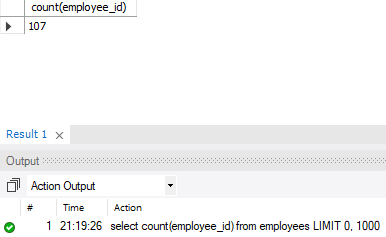 count(employee_id)
107
Result 1
Output
Action Output
# Time Action
1 21:19:26 select count(employee_id) from employees LIMIT 0, 1000